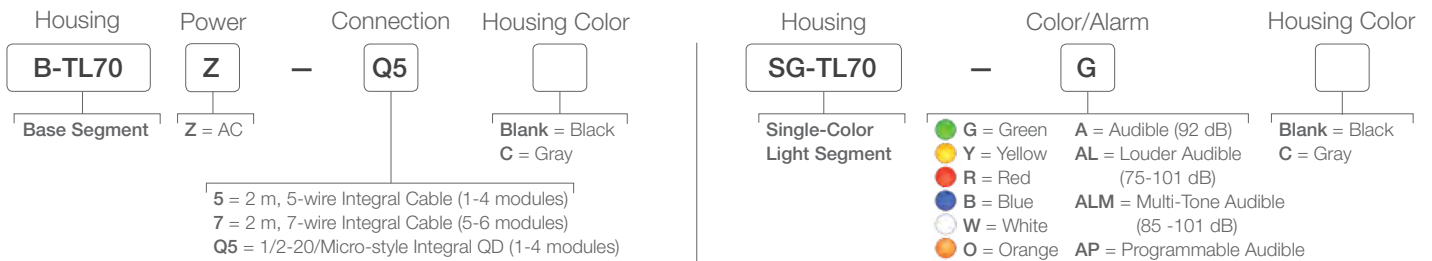 Housing Power Connection Housing Color
B-TL70 Z – Q5
Base Segment Z = AC Blank = Black
C = Gray
5 = 2 m, 5-wire Integral Cable (1-4 modules)
7 = 2 m, 7-wire Integral Cable (5-6 modules)
Q5 = 1/2-20/Micro-style Integral QD (1-4 modules)
Housing Color/Alarm Housing Color
SG-TL70 – G
Single-Color
Light Segment
G = Green
Y = Yellow
R = Red
B = Blue
W = White
O = Orange
A = Audible (92 dB)
AL = Louder Audible
(75-101 dB)
ALM = Multi-Tone Audible
(85 -101 dB)
AP = Programmable Audible
Blank = Black
C = Gray